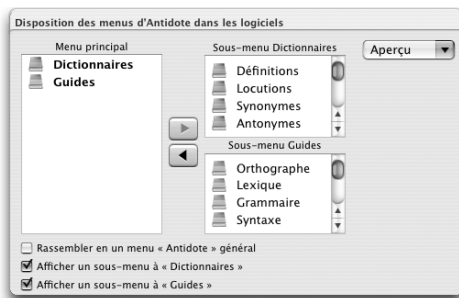 Disposition des menus d'Antidote dans les logiciels
Menu principal
Dictionnaires
Guides
Sous-menu Dictionnaires
Définitions
Locutions
Synonymes
Antonymes
Sous-menu Guides
Orthographe
Lexique
Grammaire
Syntaxe
Aperçu
Rassembler en un menu « Antidote » général
Afficher un sous-menu à « Dictionnaires »
Afficher un sous-menu à « Guides »